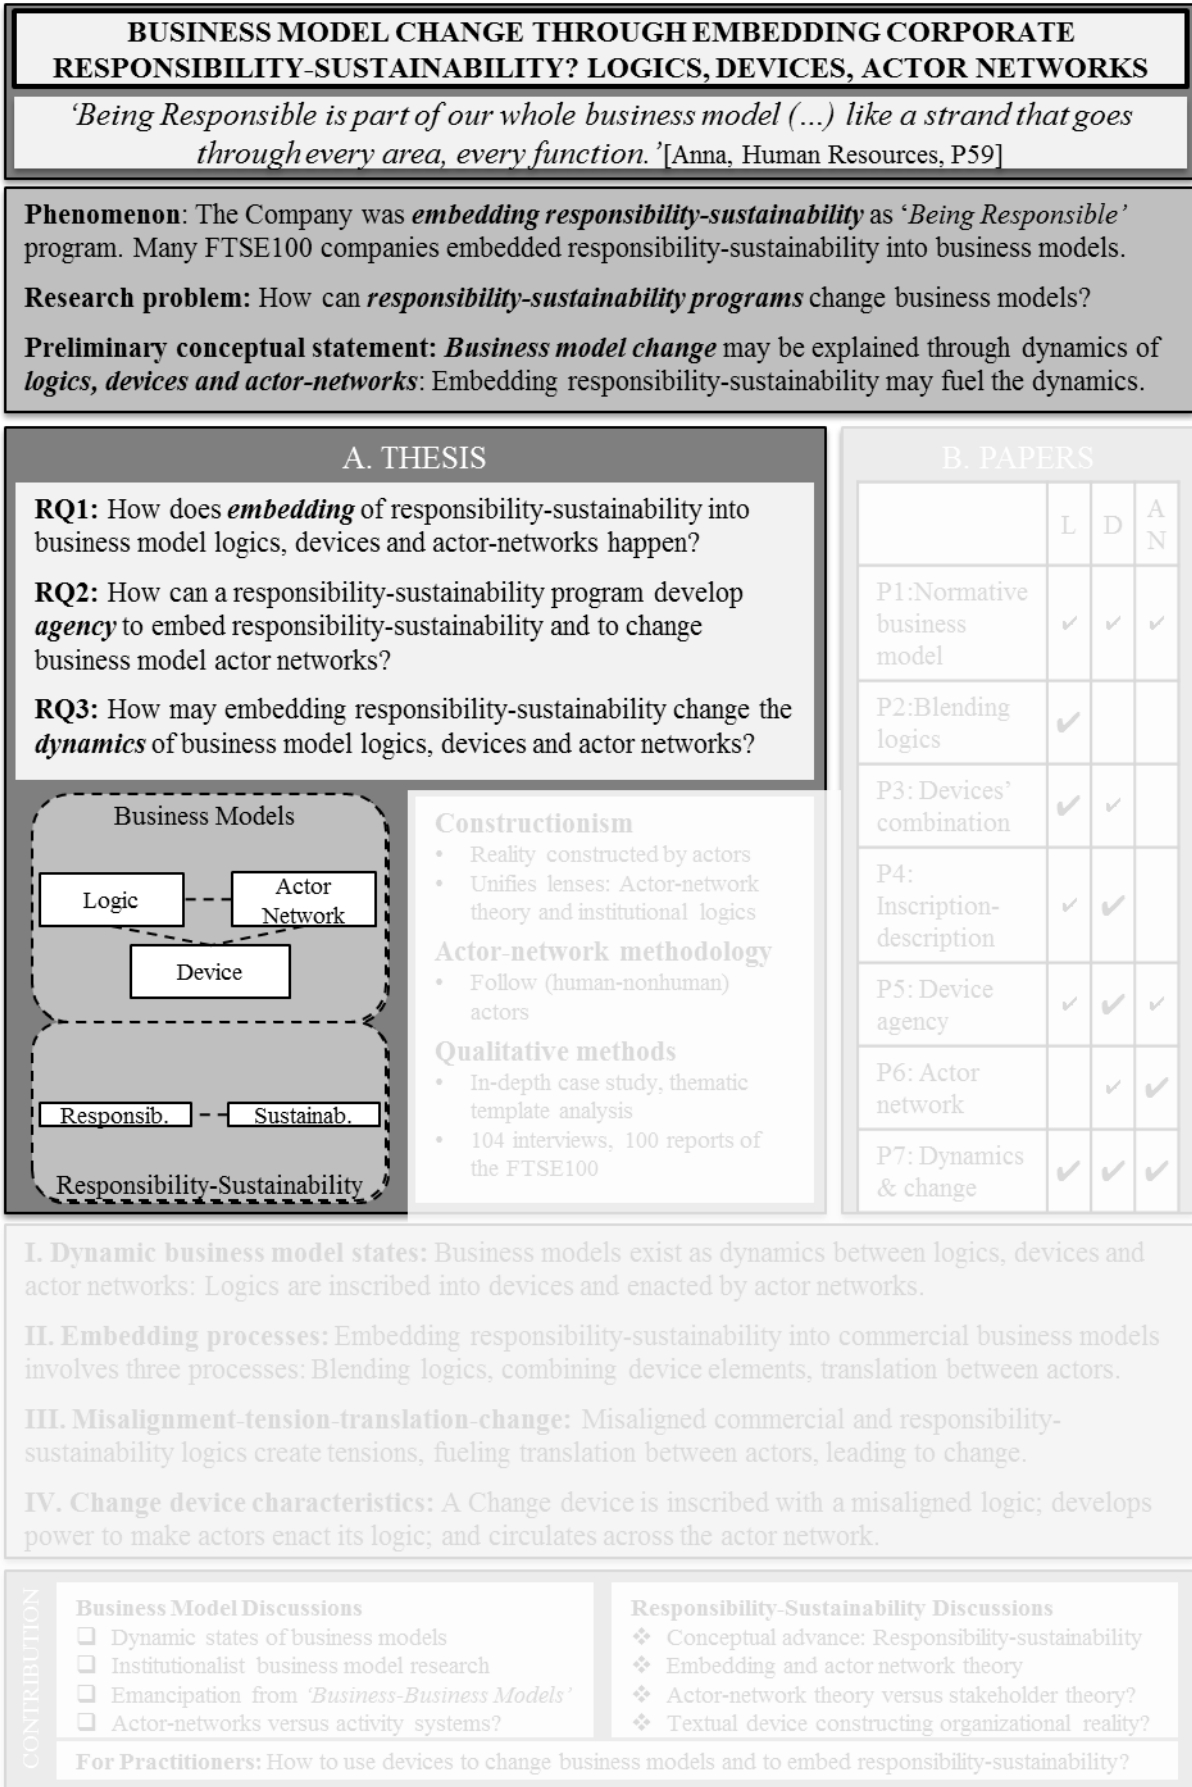 BUSINESS MODEL CHANGE THROUGH EMBEDDING CORPORATE
RESPONSIBILITY-SUSTAINABILITY? LOGICS, DEVICES, ACTOR NETWORKS
‘Being Responsible is part of our whole business model (…) like a strand that goes
through every area, every function.’[Anna, Human Resources, P59]
Phenomenon: The Company was embedding responsibility-sustainability as ‘Being Responsible’
program. Many FTSE100 companies embedded responsibility-sustainability into business models.
Research problem: How can responsibility-sustainability programs change business models?
Preliminary conceptual statement: Business model change may be explained through dynamics of
logics, devices and actor-networks: Embedding responsibility-sustainability may fuel the dynamics.
A. THESIS
RQ1: How does embedding of responsibility-sustainability into
business model logics, devices and actor-networks happen?
RQ2: How can a responsibility-sustainability program develop
agency to embed responsibility-sustainability and to change
business model actor networks?
RQ3: How may embedding responsibility-sustainability change the
dynamics of business model logics, devices and actor networks?
Business Models
Logic
Actor
Network
Device
Responsib.
Sustainab.
Responsibility-Sustainability
Constructionism
• Reality constructed by actors
• Unifies lenses: Actor-network
theory and institutional logics
Actor-network methodology
• Follow (human-nonhuman)
actors
Qualitative methods
• In-depth case study, thematic
template analysis
• 104 interviews, 100 reports of
the FTSE100
B. PAPERS
L D A
N
P1:Normative
business ✓ ✓ ✓
model
P2:Blending ✓
logics
P3: Devices’ ✓ ✓
combination
P4:
Inscription- ✓ ✓
description
P5: Device ✓ ✓ ✓
agency
P6: Actor ✓ ✓
network
P7: Dynamics ✓ ✓ ✓
& change
I. Dynamic business model states: Business models exist as dynamics between logics, devices and
actor networks: Logics are inscribed into devices and enacted by actor networks.
II. Embedding processes: Embedding responsibility-sustainability into commercial business models
involves three processes: Blending logics, combining device elements, translation between actors.
III. Misalignment-tension-translation-change: Misaligned commercial and responsibility-
sustainability logics create tensions, fueling translation between actors, leading to change.
IV. Change device characteristics: A Change device is inscribed with a misaligned logic; develops
power to make actors enact its logic; and circulates across the actor network.
CONTRIBUTION
Business Model Discussions
❑ Dynamic states of business models
❑ Institutionalist business model research
❑ Emancipation from ‘Business-Business Models’
❑ Actor-networks versus activity systems?
Responsibility-Sustainability Discussions
❖ Conceptual advance: Responsibility-sustainability
❖ Embedding and actor network theory
❖ Actor-network theory versus stakeholder theory?
❖ Textual device constructing organizational reality?
For Practitioners: How to use devices to change business models and to embed responsibility-sustainability?